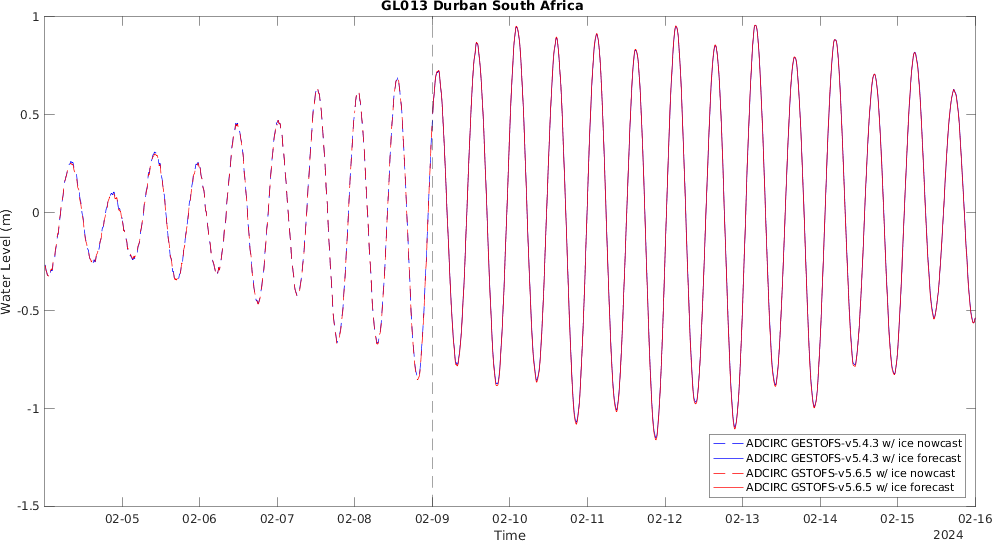 GL013 Durban South Africa
1
0.5
0
-0.5
-1
-1.5
Water Level (m)
ADCIRC GESTOFS-v5.4.3 w/ ice nowcast
ADCIRC GESTOFS-v5.4.3 w/ ice forecast
ADCIRC GSTOFS-v5.6.5 w/ ice nowcast
ADCIRC GSTOFS-v5.6.5 w/ ice forecast
02-05 02-06 02-07 02-08 02-09 02-10 02-11 02-12 02-13 02-14 02-15 02-16
Time
2024